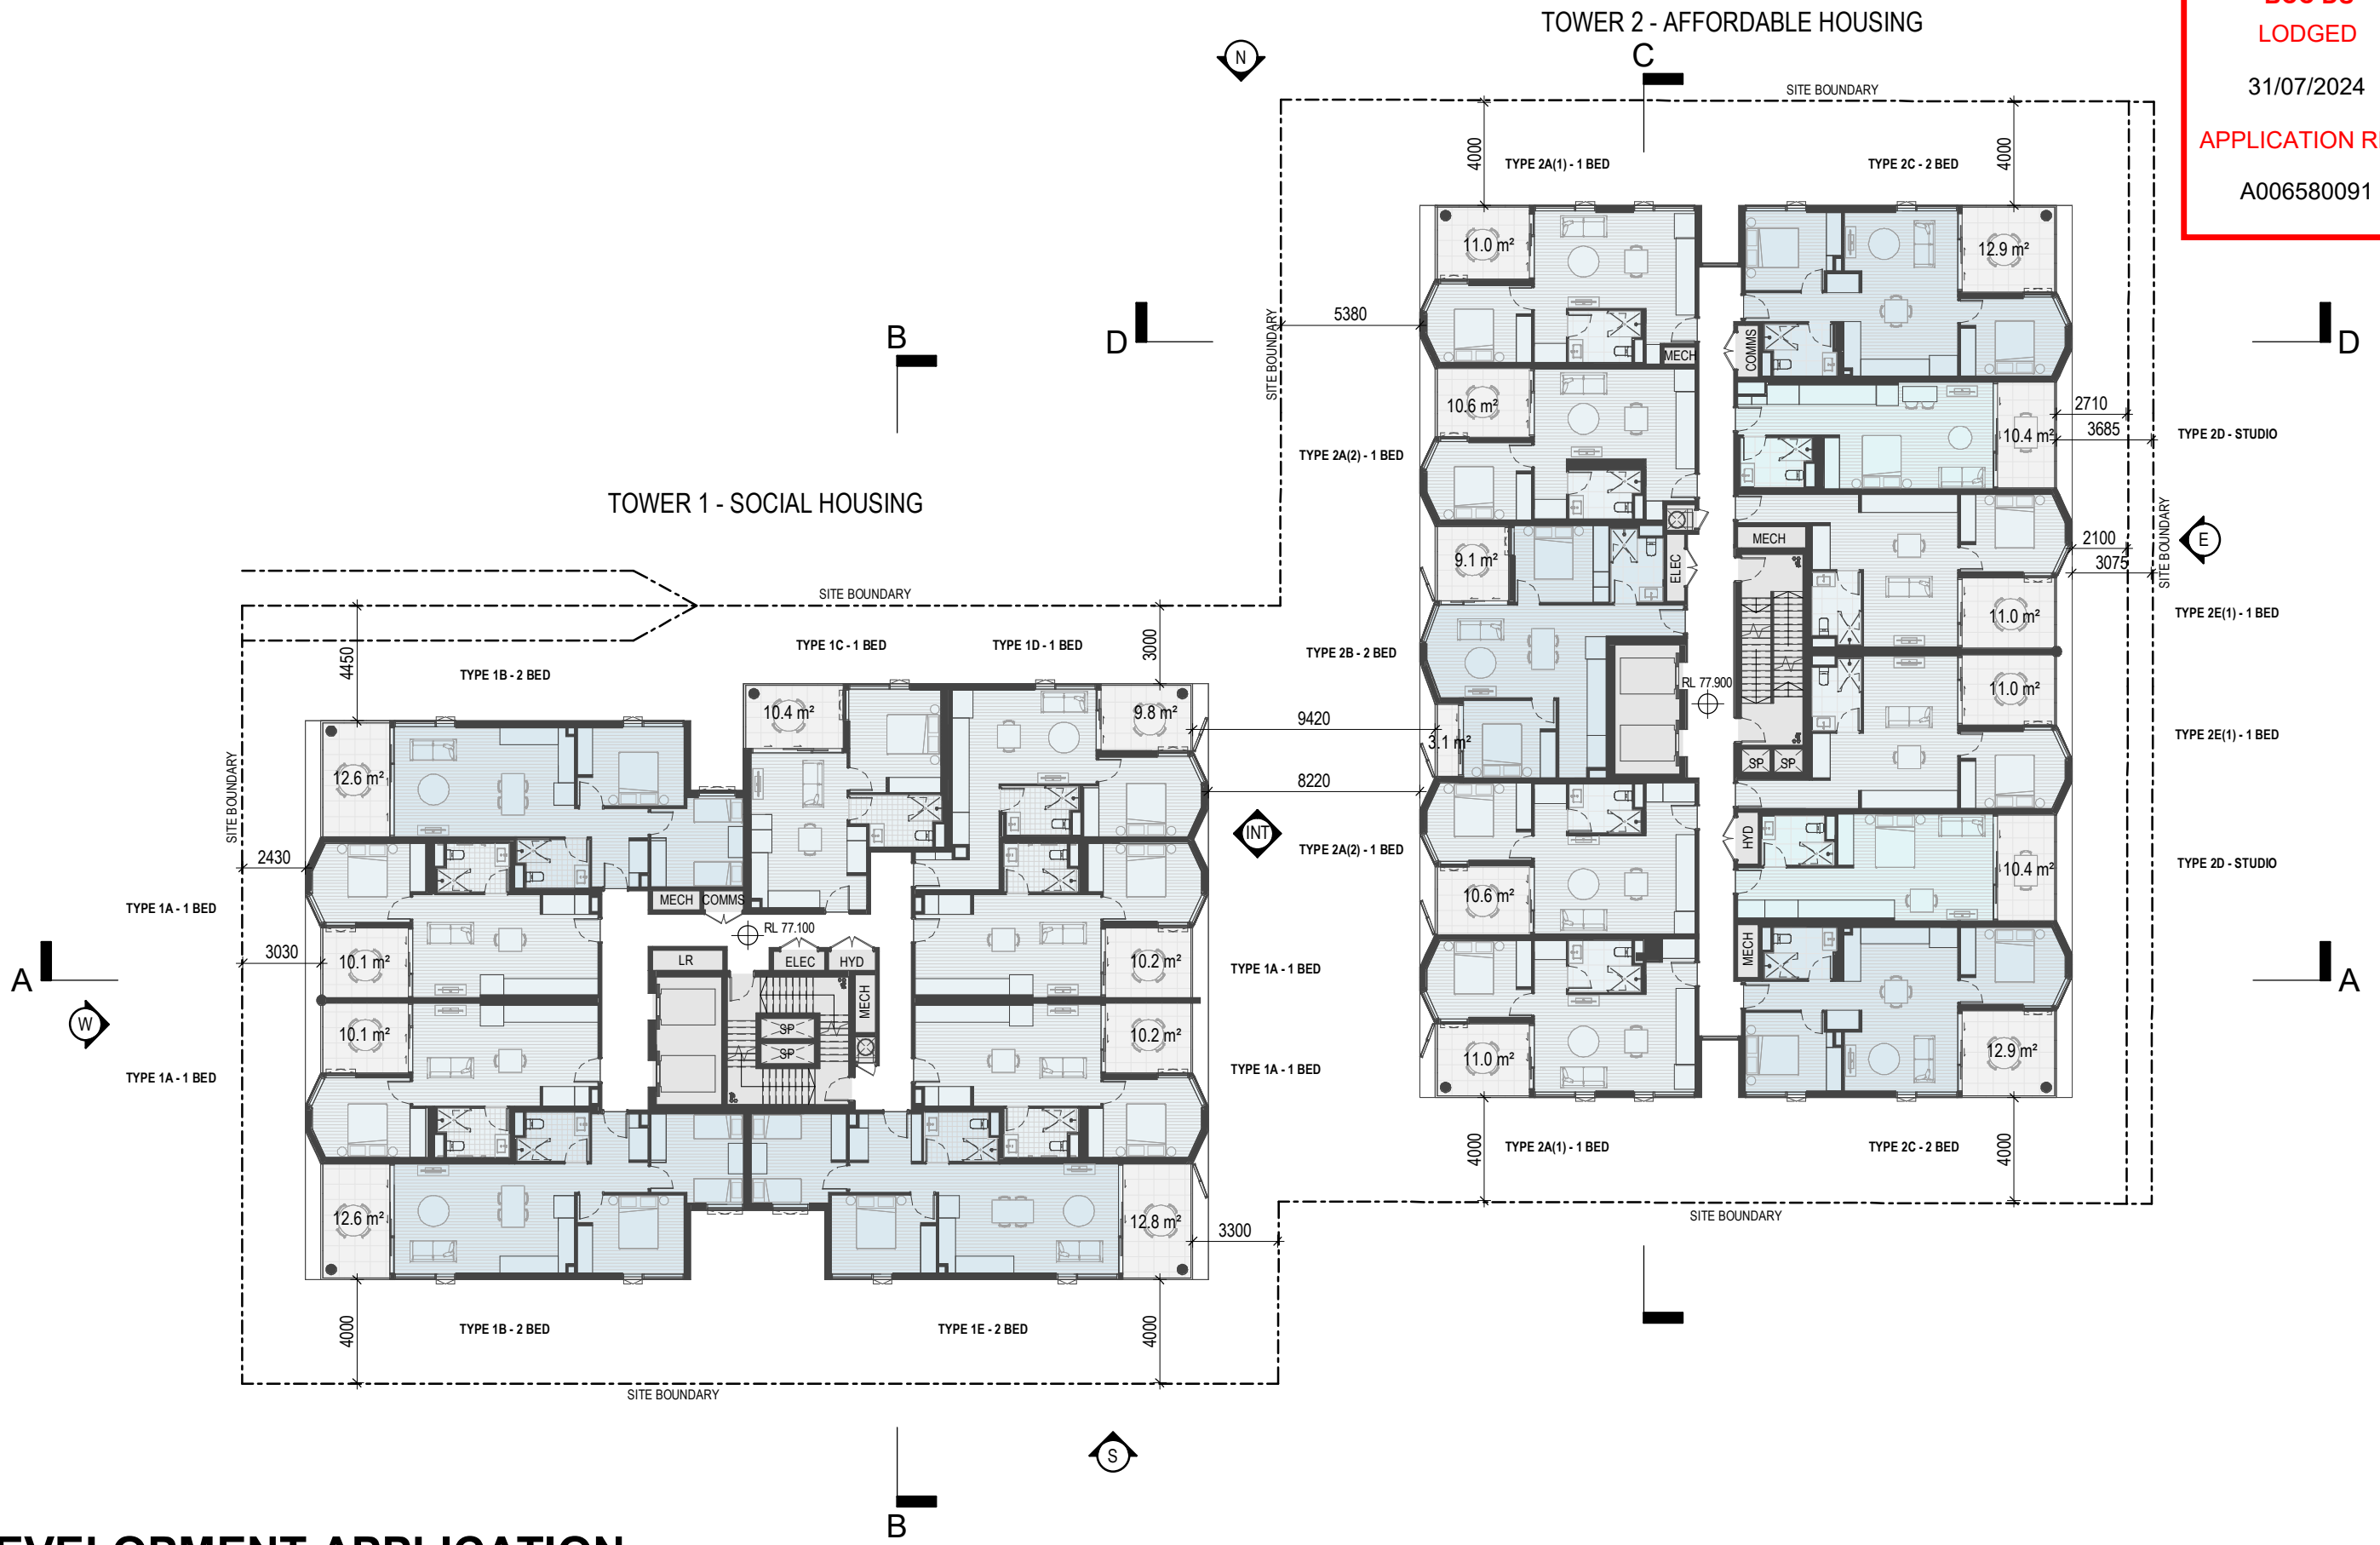 TOWER 2 - AFFORDABLE HOUSING
LODGED
31/07/2024
A006580091
N
C
SITE BOUNDARY
4000
TYPE 2A(1) - 1 BED
TYPE 2C - 2 BED
4000
11.0 m²
12.9 m²
SITE BOUNDARY
5380
MECH
COMMS
B
D
D
10.6 m²
2710
10.4 m²
3685
TYPE 2D - STUDIO
TYPE 2A(2) - 1 BED
TOWER 1 - SOCIAL HOUSING
SITE BOUNDARY
MECH
2100
E
9.1 m²
ELEC
3075
SITE BOUNDARY
11.0 m²
TYPE 2E(1) - 1 BED
TYPE 1C - 1 BED
TYPE 1D - 1 BED
3000
4450
TYPE 1B - 2 BED
TYPE 2B - 2 BED
RL 77.900
11.0 m²
10.4 m²
9.8 m²
9420
3.1 m²
TYPE 2E(1) - 1 BED
SP
SP
12.6 m²
SITE BOUNDARY
8220
INT
HYD
2430
TYPE 2A(2) - 1 BED
TYPE 2D - STUDIO
10.4 m²
10.6 m²
TYPE 1A - 1 BED
MECH
COMMS
RL 77.100
MECH
3030
10.1 m²
LR
ELEC
HYD
10.2 m²
TYPE 1A - 1 BED
A
A
MECH
W
10.1 m²
SP
SP
10.2 m²
11.0 m²
12.9 m²
TYPE 1A - 1 BED
TYPE 1A - 1 BED
4000
TYPE 2A(1) - 1 BED
TYPE 2C - 2 BED
4000
12.6 m²
12.8 m²
3300
SITE BOUNDARY
4000
TYPE 1B - 2 BED
TYPE 1E - 2 BED
4000
SITE BOUNDARY
S
B